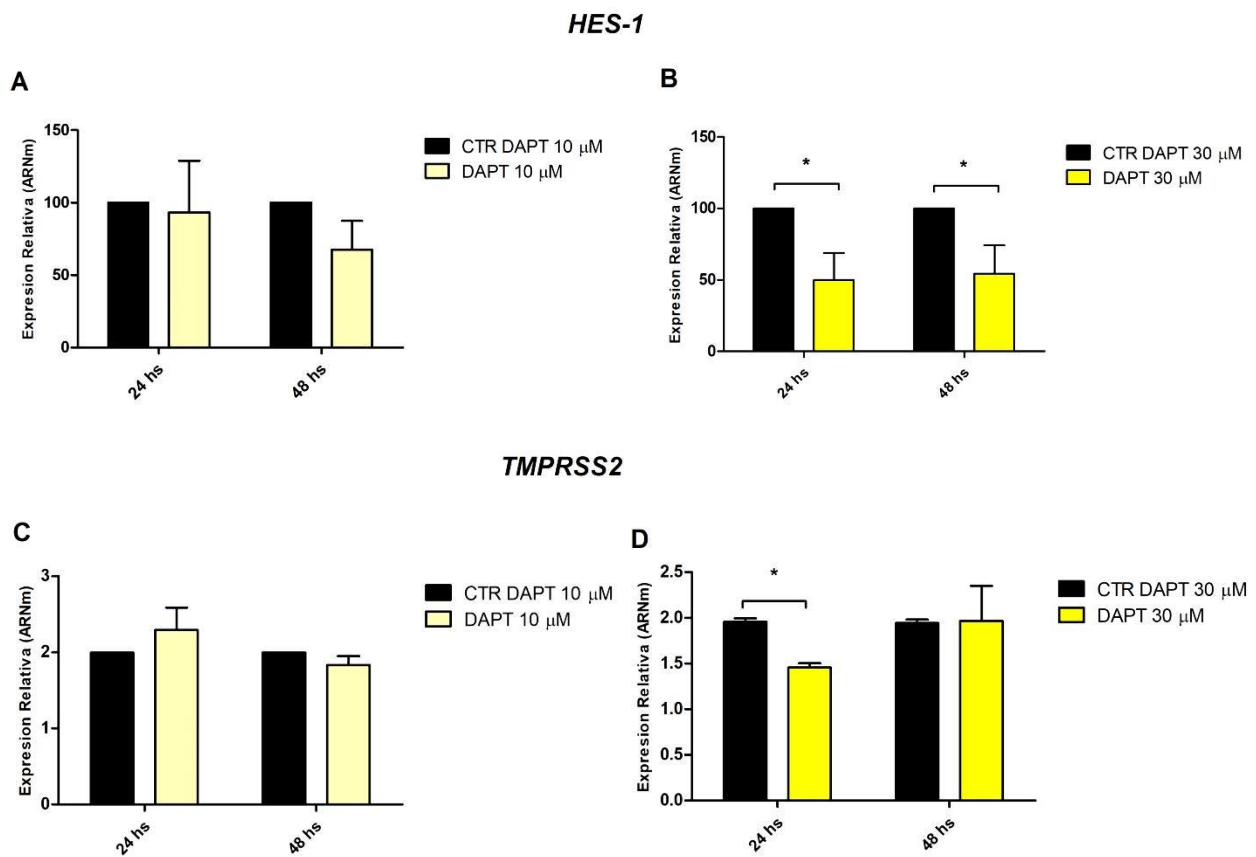 HES-1
A
Expresion Relativa (ARNm)
150
100
50
0
24 hs
48 hs
CTR DAPT 10 μM
DAPT 10 μM
B
Expresion Relativa (ARNm)
150
100
50
0
*
*
24 hs
48 hs
CTR DAPT 30 μM
DAPT 30 μM
TMPRSS2
C
Expresion Relativa (ARNm)
3
2
1
0
24 hs
48 hs
CTR DAPT 10 μM
DAPT 10 μM
D
Expresion Relativa (ARNm)
2.5
2.0
1.5
1.0
0.5
0.0
*
24 hs
48 hs
CTR DAPT 30 μM
DAPT 30 μM